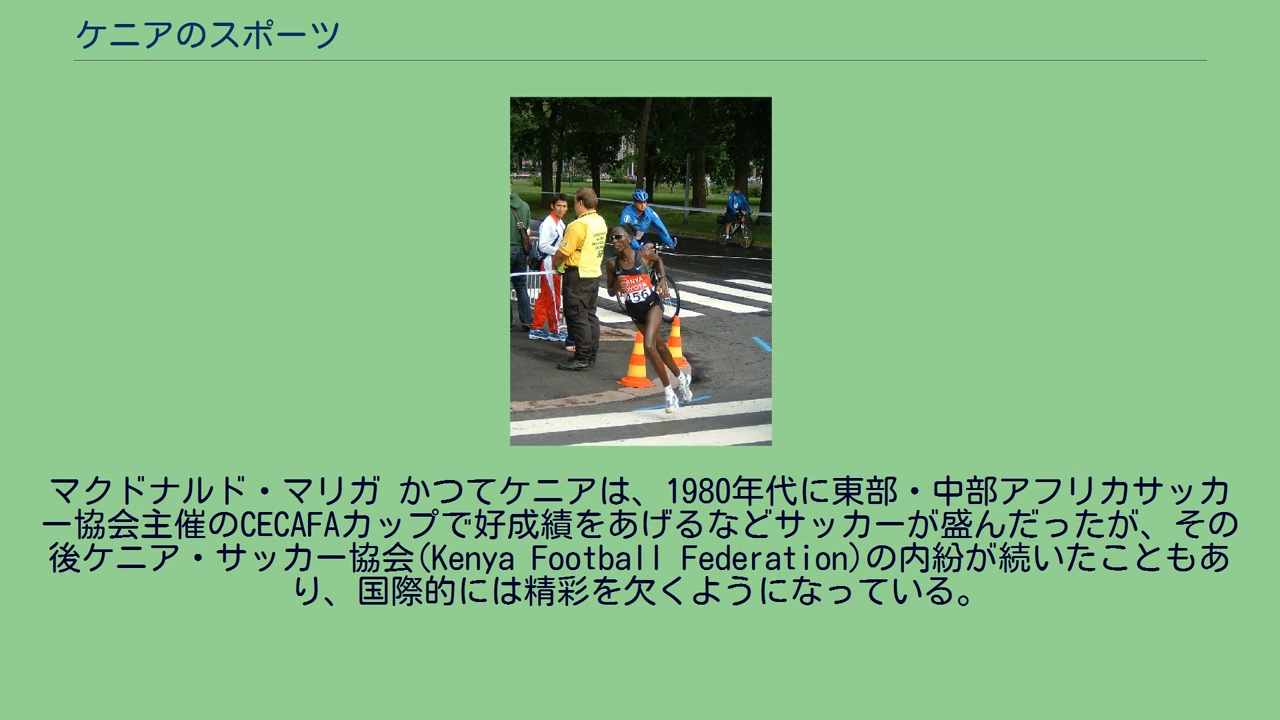 ケニアのスポーツ
KENYA
TOYOTA
456
マクドナルド・マリガ かつてケニアは、1980年代に東部・中部アフリカサッカ
ー協会主催のCECAFAカップで好成績をあげるなどサッカーが盛んだったが、その
後ケニア・サッカー協会(Kenya Football Federation)の内紛が続いたこともあ
り、国際的には精彩を欠くようになっている。